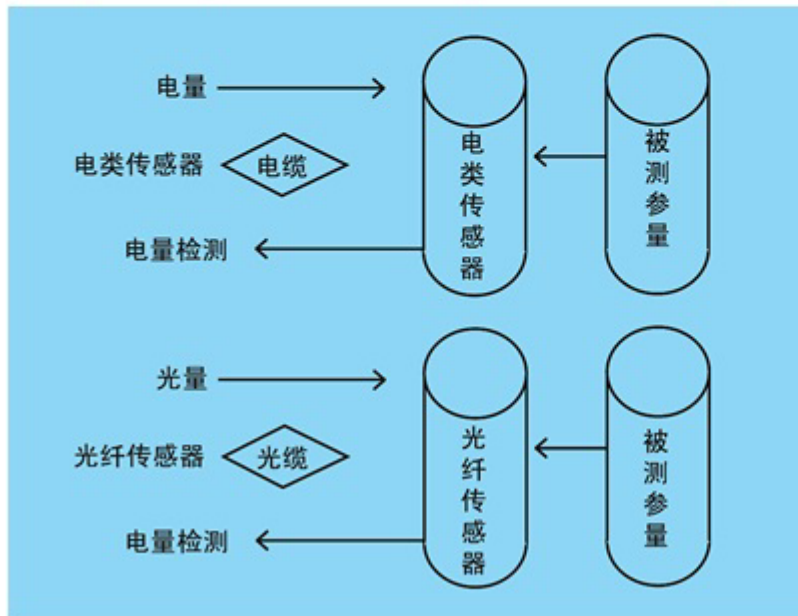 电量
电类传感器
电缆
电量检测
电类传感器
被测参量
光量
光纤传感器
光缆
电量检测
光纤传感器
被测参量